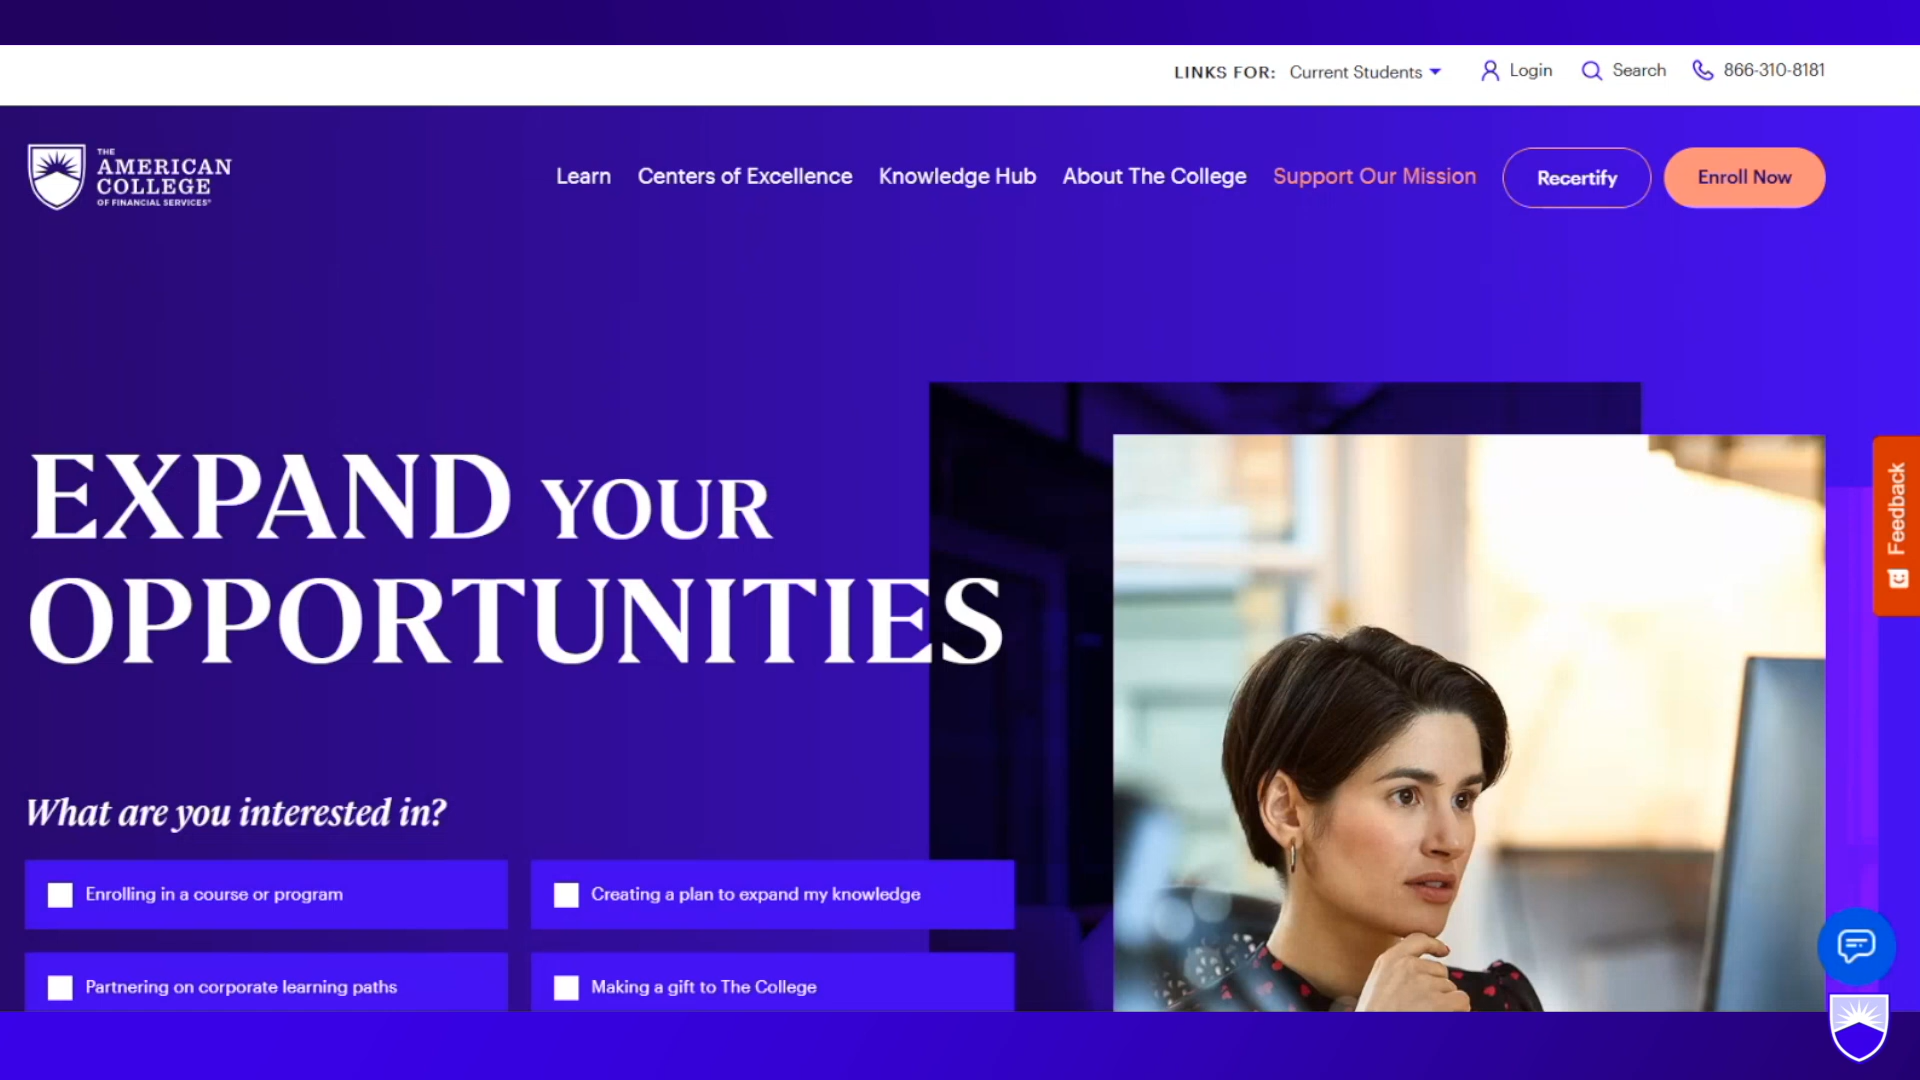 LINKS FOR: Current Students Login Search 866-310-8181
THE
AMERICAN
COLLEGE
OF FINANCIAL SERVICES®
Learn Centers of Excellence Knowledge Hub About The College Support Our Mission Recertify Enroll Now
EXPAND YOUR
OPPORTUNITIES
Feedback
What are you interested in?
Enrolling in a course or program
Creating a plan to expand my knowledge
Partnering on corporate learning paths
Making a gift to The College